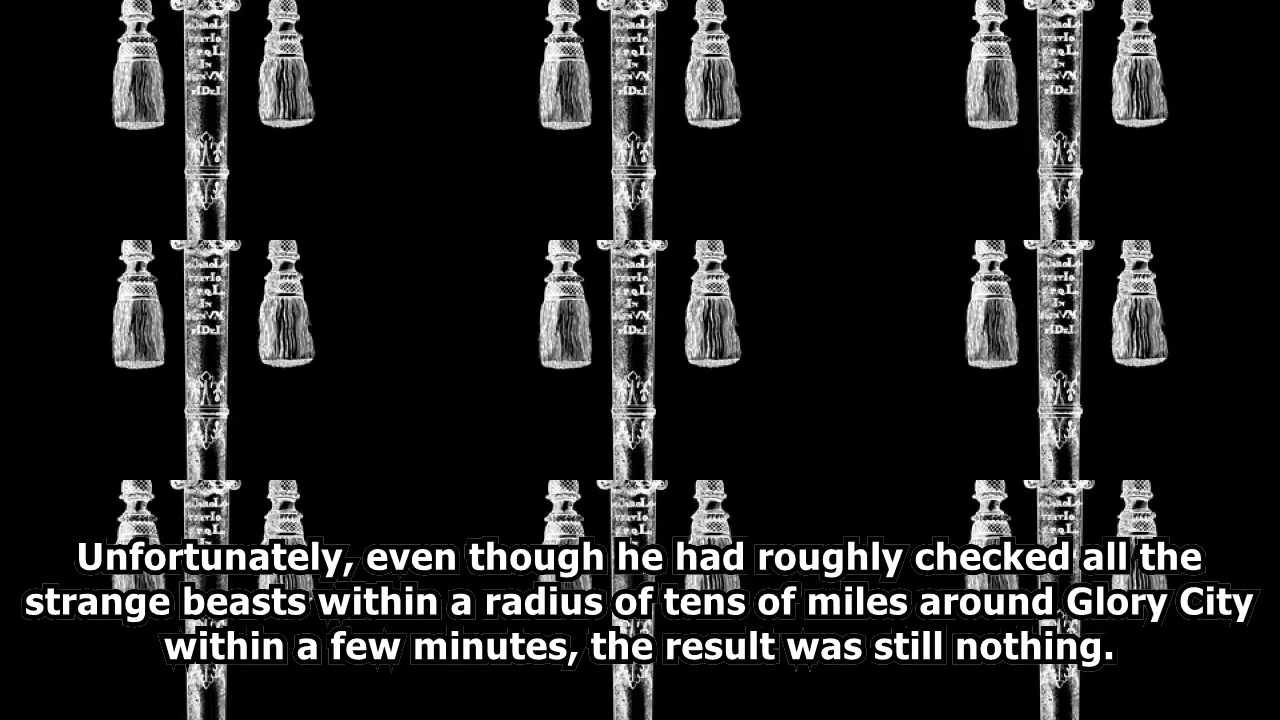 Unfortunately, even though he had roughly checked all the
strange beasts within a radius of tens of miles around Glory City
within a few minutes, the result was still nothing.